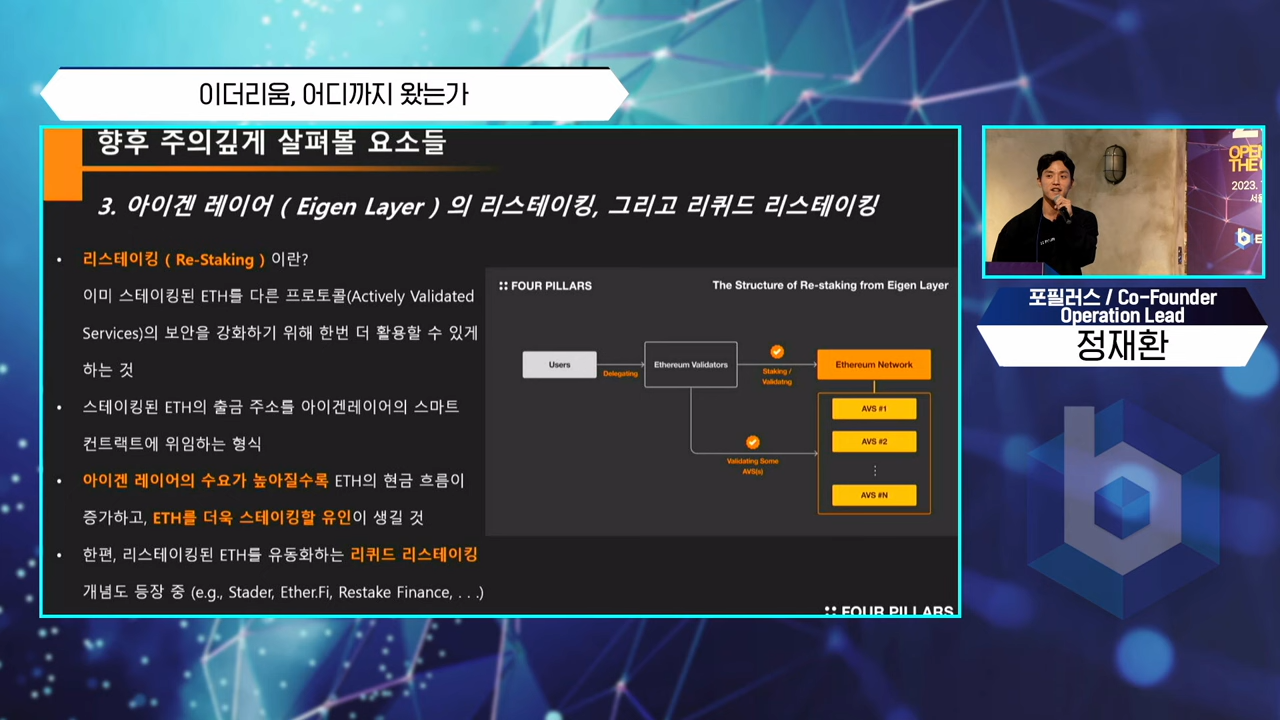 이더리움, 어디까지 왔는가
향후 주의깊게 살펴볼 요소들
3. 아이겐 레이어 ( Eigen Layer ) 의 리스테이킹, 그리고 리퀴드 리스테이킹
• 리스테이킹 ( Re-Staking ) 이란?
이미 스테이킹된 ETH를 다른 프로토콜(Actively Validated
Services)의 보안을 강화하기 위해 한번 더 활용할 수 있게
하는 것
• 스테이킹된 ETH의 출금 주소를 아이겐레이어의 스마트
컨트랙트에 위임하는 형식
• 아이겐 레이어의 수요가 높아질수록 ETH의 현금 흐름이
증가하고, ETH를 더욱 스테이킹할 유인이 생길 것
• 한편, 리스테이킹된 ETH를 유동화하는 리퀴드 리스테이킹
개념도 등장 중 (e.g., Stader, Ether.Fi, Restake Finance, . . .)
FOUR PILLARS
The Structure of Re-staking from Eigen Layer
Users
Delegating
Ethereum Validators
Staking /
Validatng
Ethereum Network
AVS #1
AVS #2
⋮
AVS #N
Validating Some
AVS(s)
FOUR PILLARS
OPE
THE
2023.
포필러스 / Co-Founder
Operation Lead
정재환